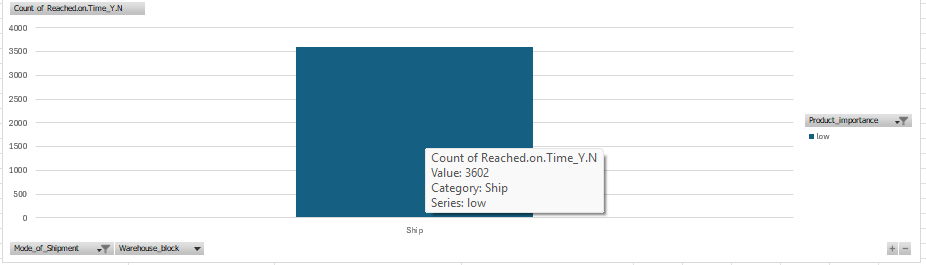 Count of Reached.on.Time_Y.N
4000
3500
3000
2500
2000
1500
1000
500
0
Ship
Product_importance
low
Count of Reached.on.Time_Y.N
Value: 3602
Category: Ship
Series: low
Mode_of_Shipment
Warehouse_block